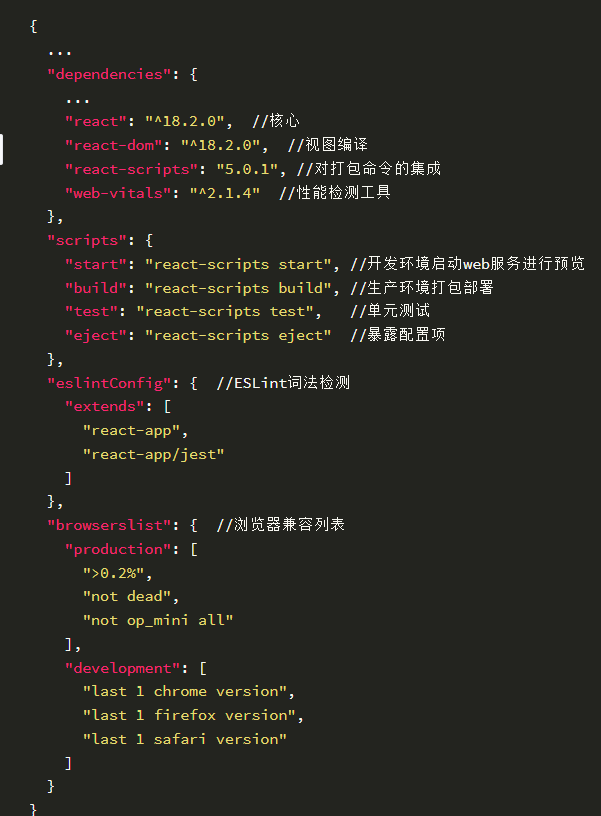 {
  ...
  "dependencies": {
    ...
    "react": "^18.2.0",  //核心
    "react-dom": "^18.2.0",  //视图编译
    "react-scripts": "5.0.1", //对打包命令的集成
    "web-vitals": "^2.1.4"  //性能检测工具
  },
  "scripts": {
    "start": "react-scripts start", //开发环境启动web服务进行预览
    "build": "react-scripts build", //生产环境打包部署
    "test": "react-scripts test",   //单元测试
    "eject": "react-scripts eject"  //暴露配置项
  },
  "eslintConfig": {  //ESLint词法检测
    "extends": [
      "react-app",
      "react-app/jest"
    ]
  },
  "browserslist": {  //浏览器兼容列表
    "production": [
      ">0.2%",
      "not dead",
      "not op_mini all"
    ],
    "development": [
      "last 1 chrome version",
      "last 1 firefox version",
      "last 1 safari version"
    ]
  }
}